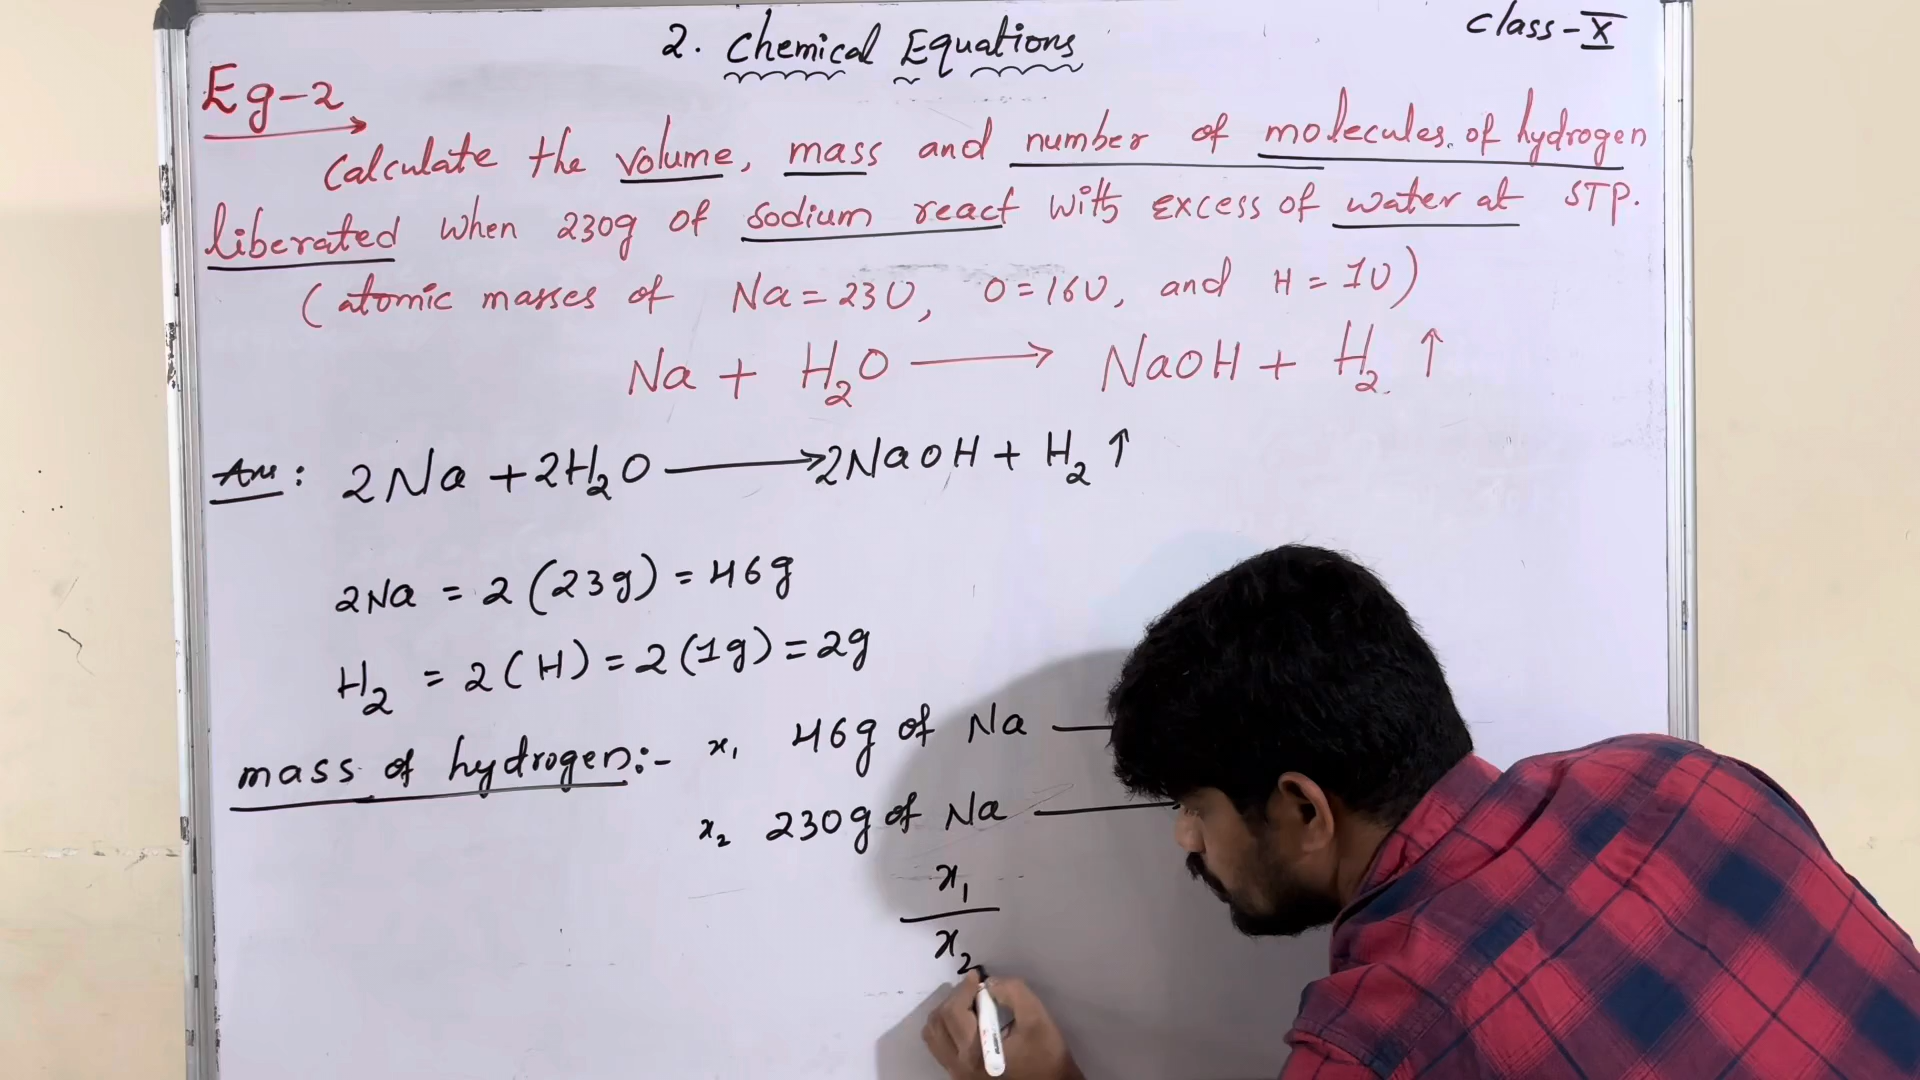 2. Chemical Equations
Class-X
Eg-2
Calculate the volume, mass and number of molecules of hydrogen
liberated when 230g of sodium react with excess of water at STP.
(atomic masses of Na=23U, O=16U, and H=1U)
Na + H₂O ⟶ NaOH + H₂ ↑
Ans: 2Na + 2H₂O ⟶ 2NaOH + H₂ ↑
2Na = 2(23g) = 46g
H₂ = 2(H) = 2(1g) = 2g
mass of hydrogen:- x₁ 46g of Na —
x₂ 230g of Na —
x₁
x₂